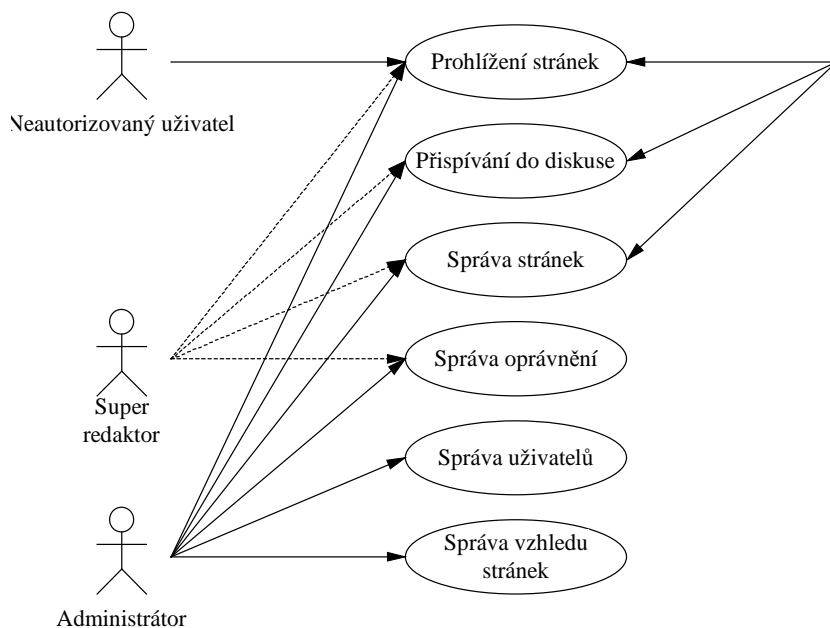 Prohlížení stránek
Neautorizovaný uživatel
Přispívání do diskuse
Správa stránek
Správa oprávnění
Super
redaktor
Správa uživatelů
Správa vzhledu
stránek
Administrátor